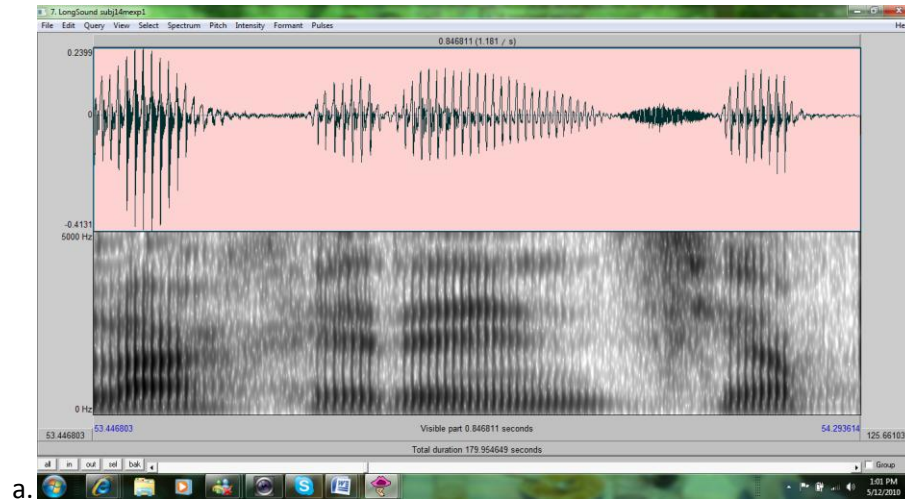 7. LongSound subj14mexp1
File Edit Query View Select Spectrum Pitch Intensity Formant Pulses He
0.846811 (1.181 / s)
0.2399
0
-0.4131
5000 Hz
0 Hz
53.446803 53.446803 Visible part 0.846811 seconds 54.293614 125.66103
Total duration 179.954649 seconds
all in out sel bak Group
a.
1:01 PM
5/12/2010